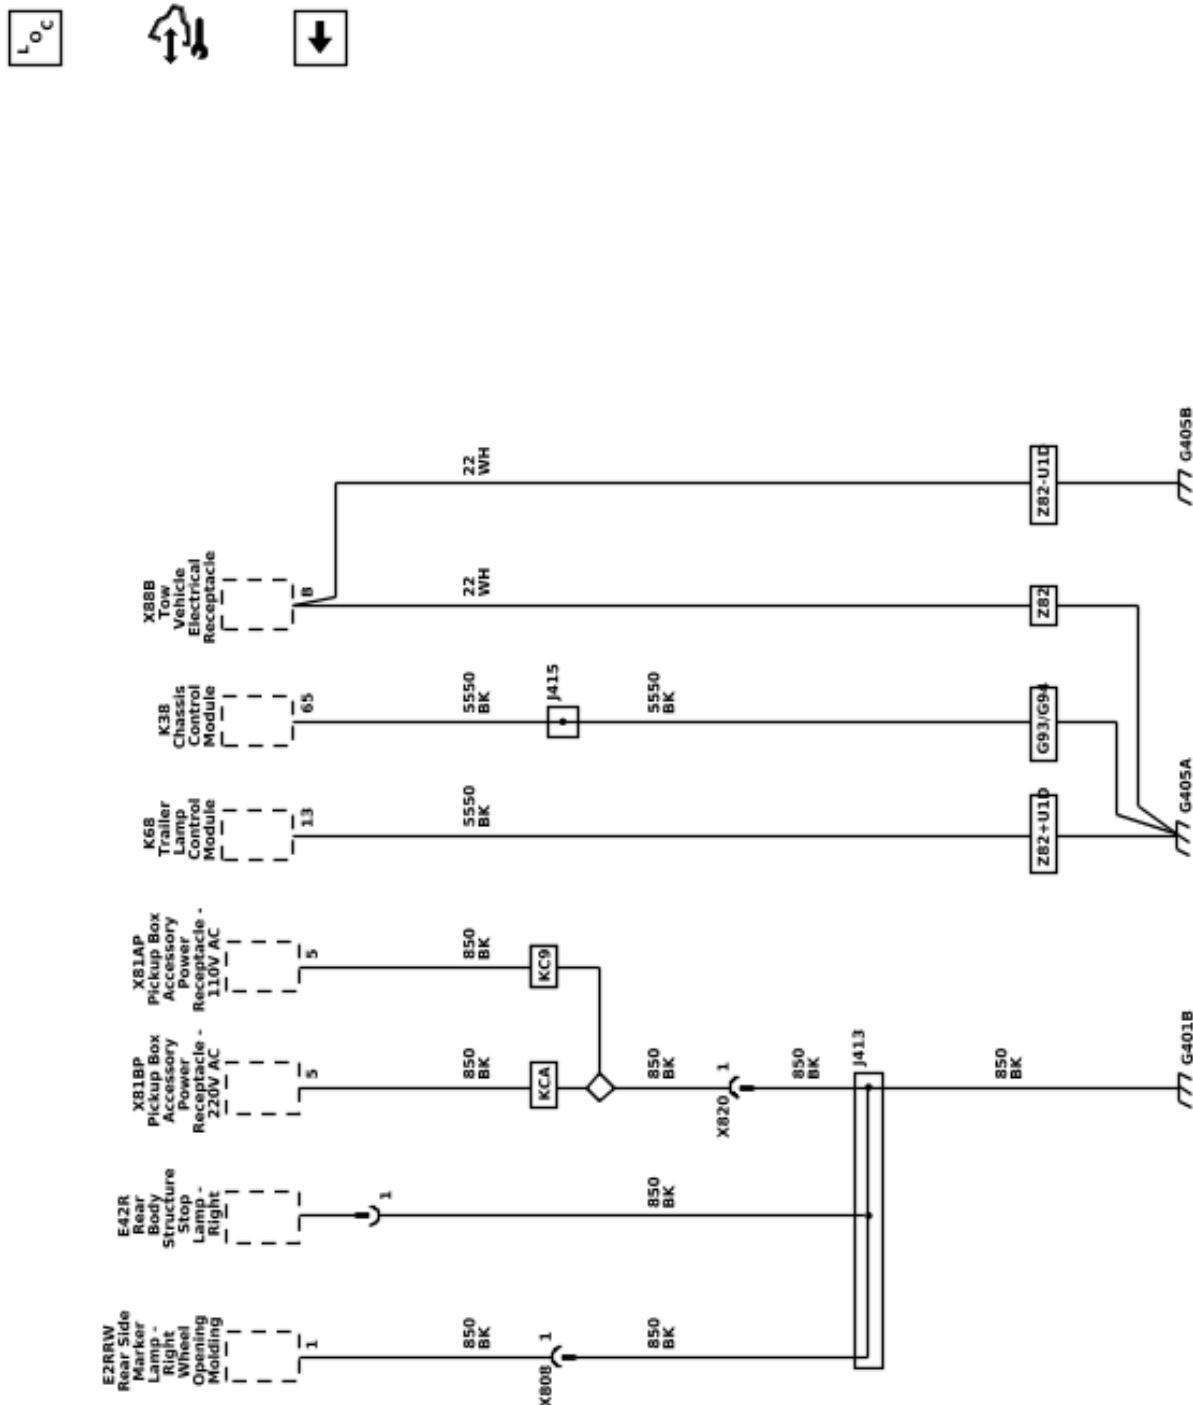 E2RRW
Rear Side
Marker
Lamp -
Right
Wheel
Opening
Molding
1
850
BK
X808
1
850
BK
E42R
Rear
Body
Structure
Stop
Lamp -
Right
1
850
BK
X81BP
Pickup Box
Accessory
Power
Receptacle -
220V AC
5
850
BK
KCA
850
BK
X820
1
850
BK
J413
850
BK
G401B
X81AP
Pickup Box
Accessory
Power
Receptacle -
110V AC
5
850
BK
KC9
K68
Trailer
Lamp
Control
Module
13
5550
BK
Z82+U1D
G405A
K38
Chassis
Control
Module
65
5550
BK
J415
5550
BK
G93/G94
X88B
Tow
Vehicle
Electrical
Receptacle
8
22
WH
Z82
22
WH
Z82-U1D
G405B
LOC